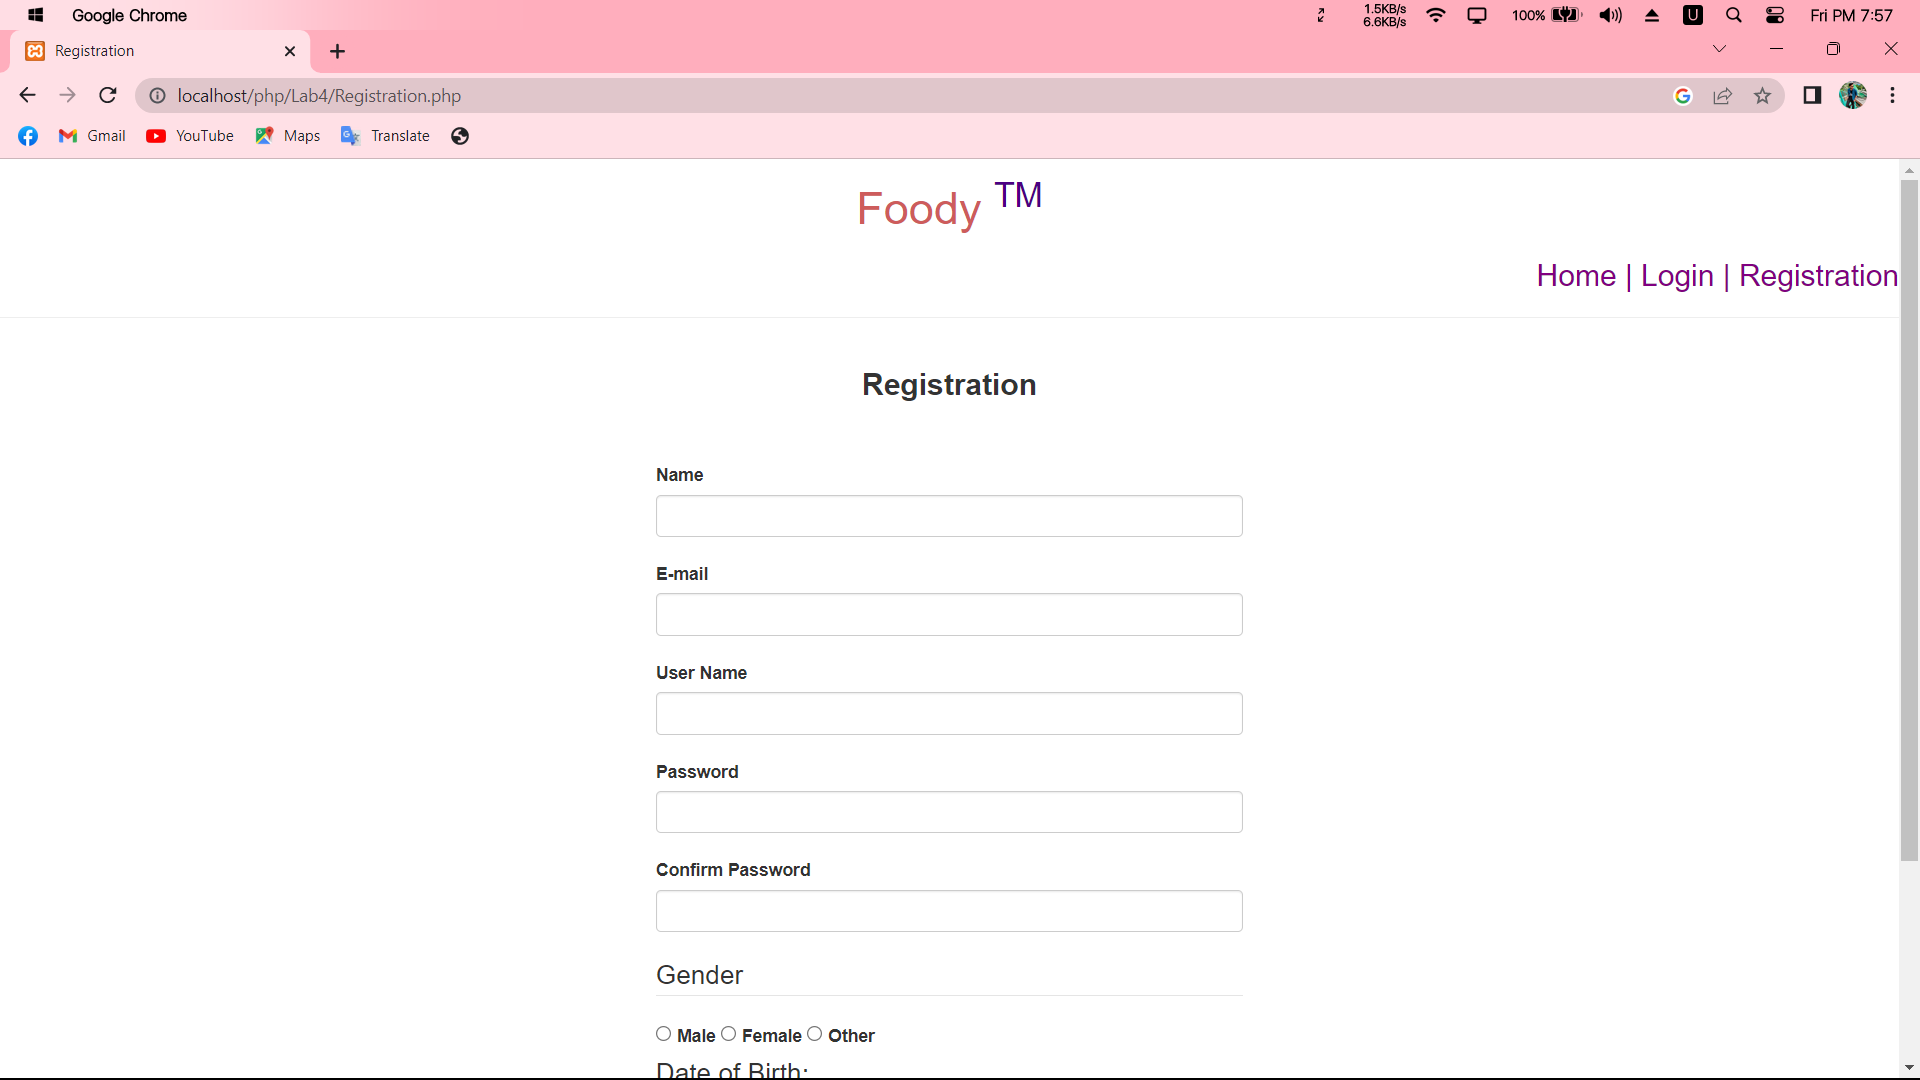 Google Chrome
1.5KB/s
6.6KB/s
100%
U
Fri PM 7:57
Registration
localhost/php/Lab4/Registration.php
Gmail
YouTube
Maps
Translate
Foody TM
Home | Login | Registration
Registration
Name
E-mail
User Name
Password
Confirm Password
Gender
Male Female Other
Date of Birth: